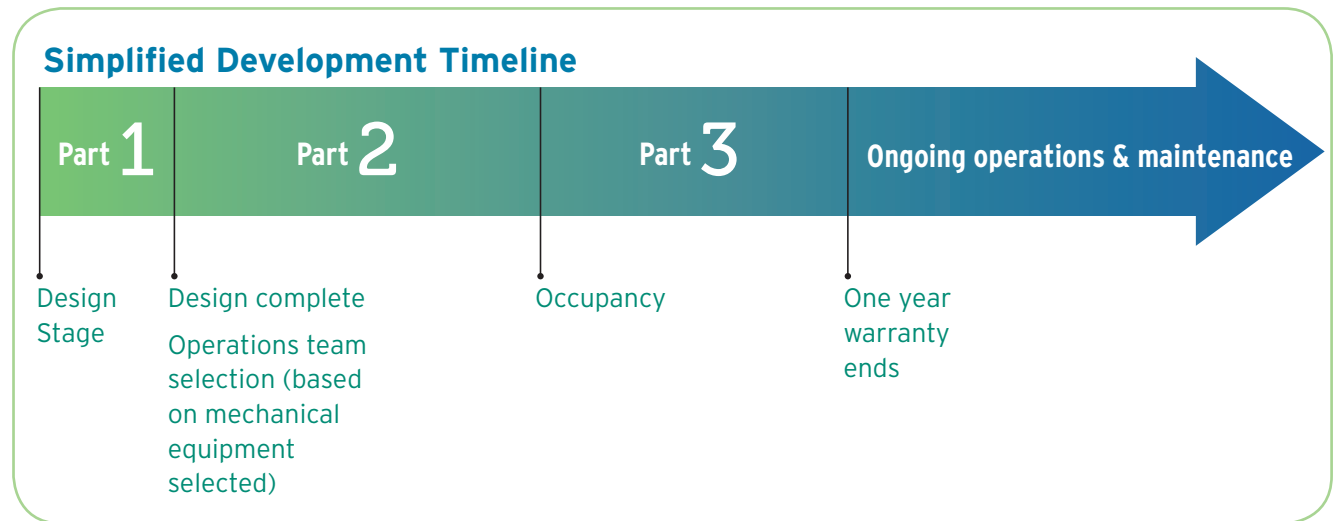 Simplified Development Timeline
Part 1
Part 2
Part 3
Ongoing operations & maintenance
Design
Stage
Design complete
Operations team
selection (based
on mechanical
equipment
selected)
Occupancy
One year
warranty
ends